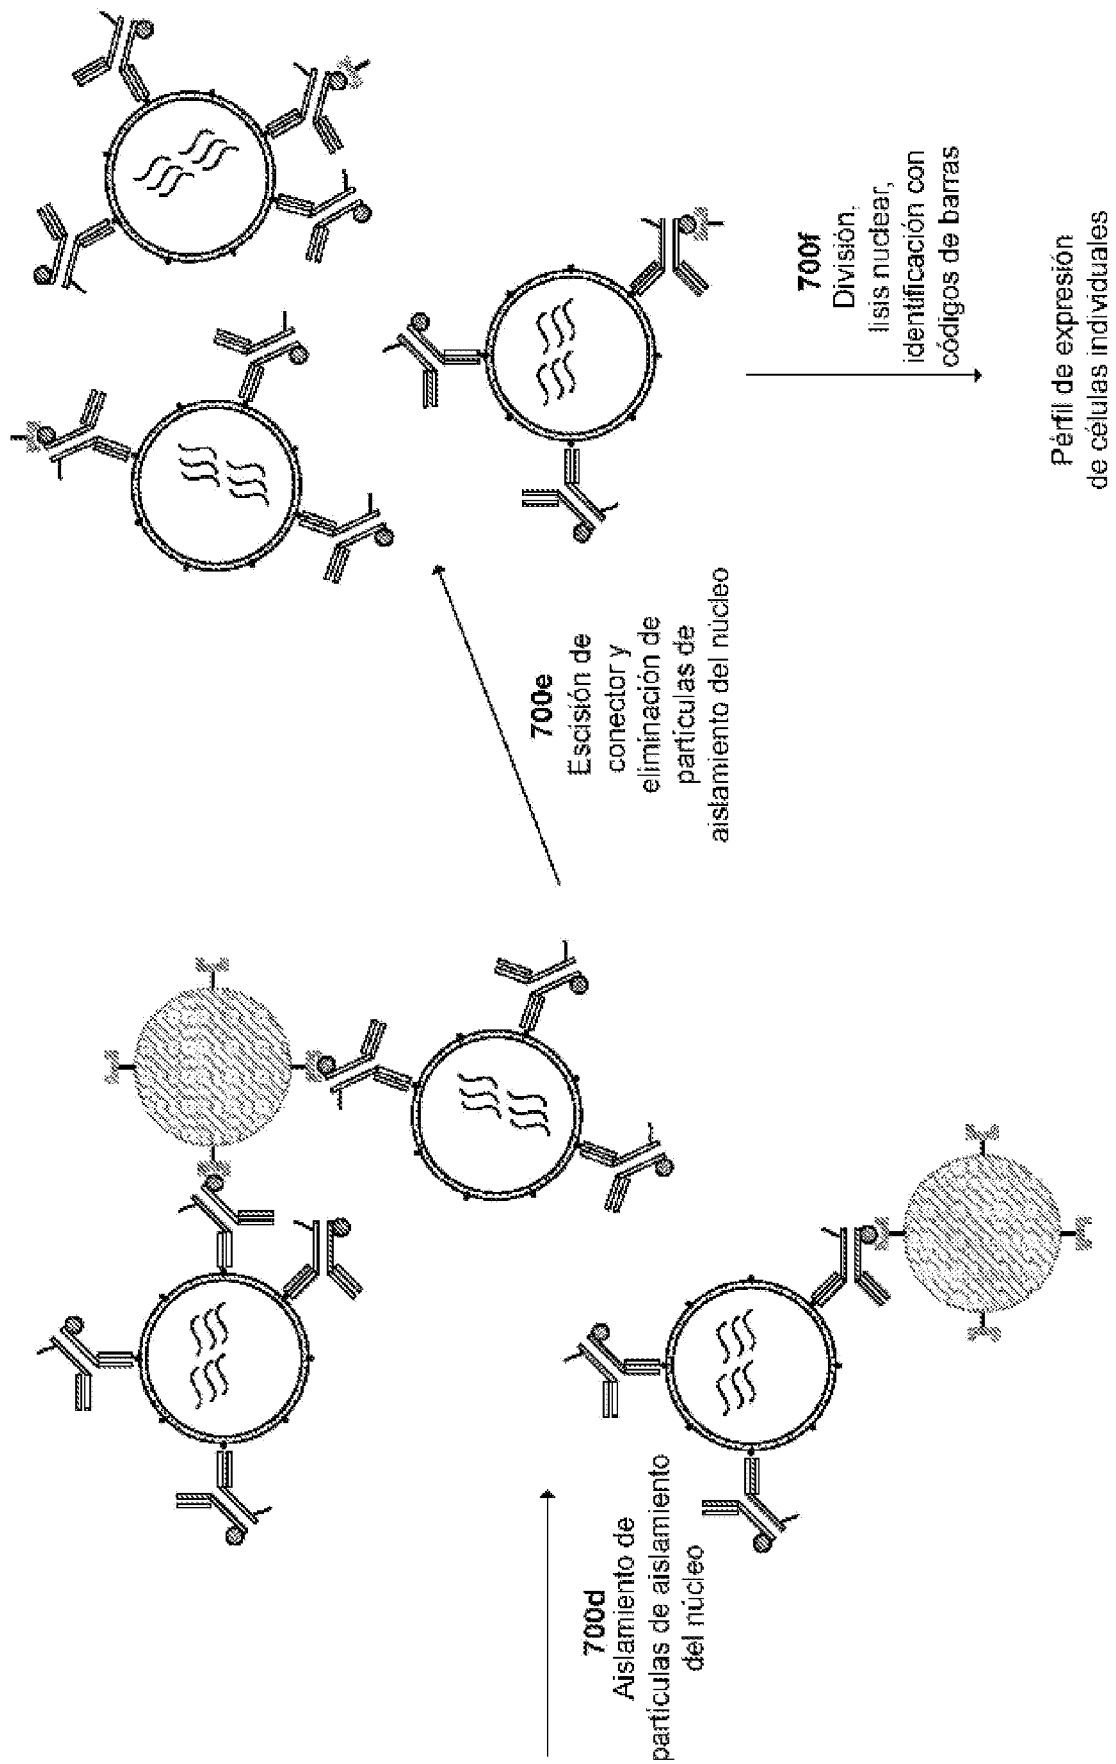 700d
Aislamiento de
partículas de aislamiento
del núcleo
700e
Escisión de
conector y
eliminación de
partículas de
aislamiento del núcleo
700f
División,
lisis nuclear,
identificación con
códigos de barras
Pérfil de expresión
de células individuales